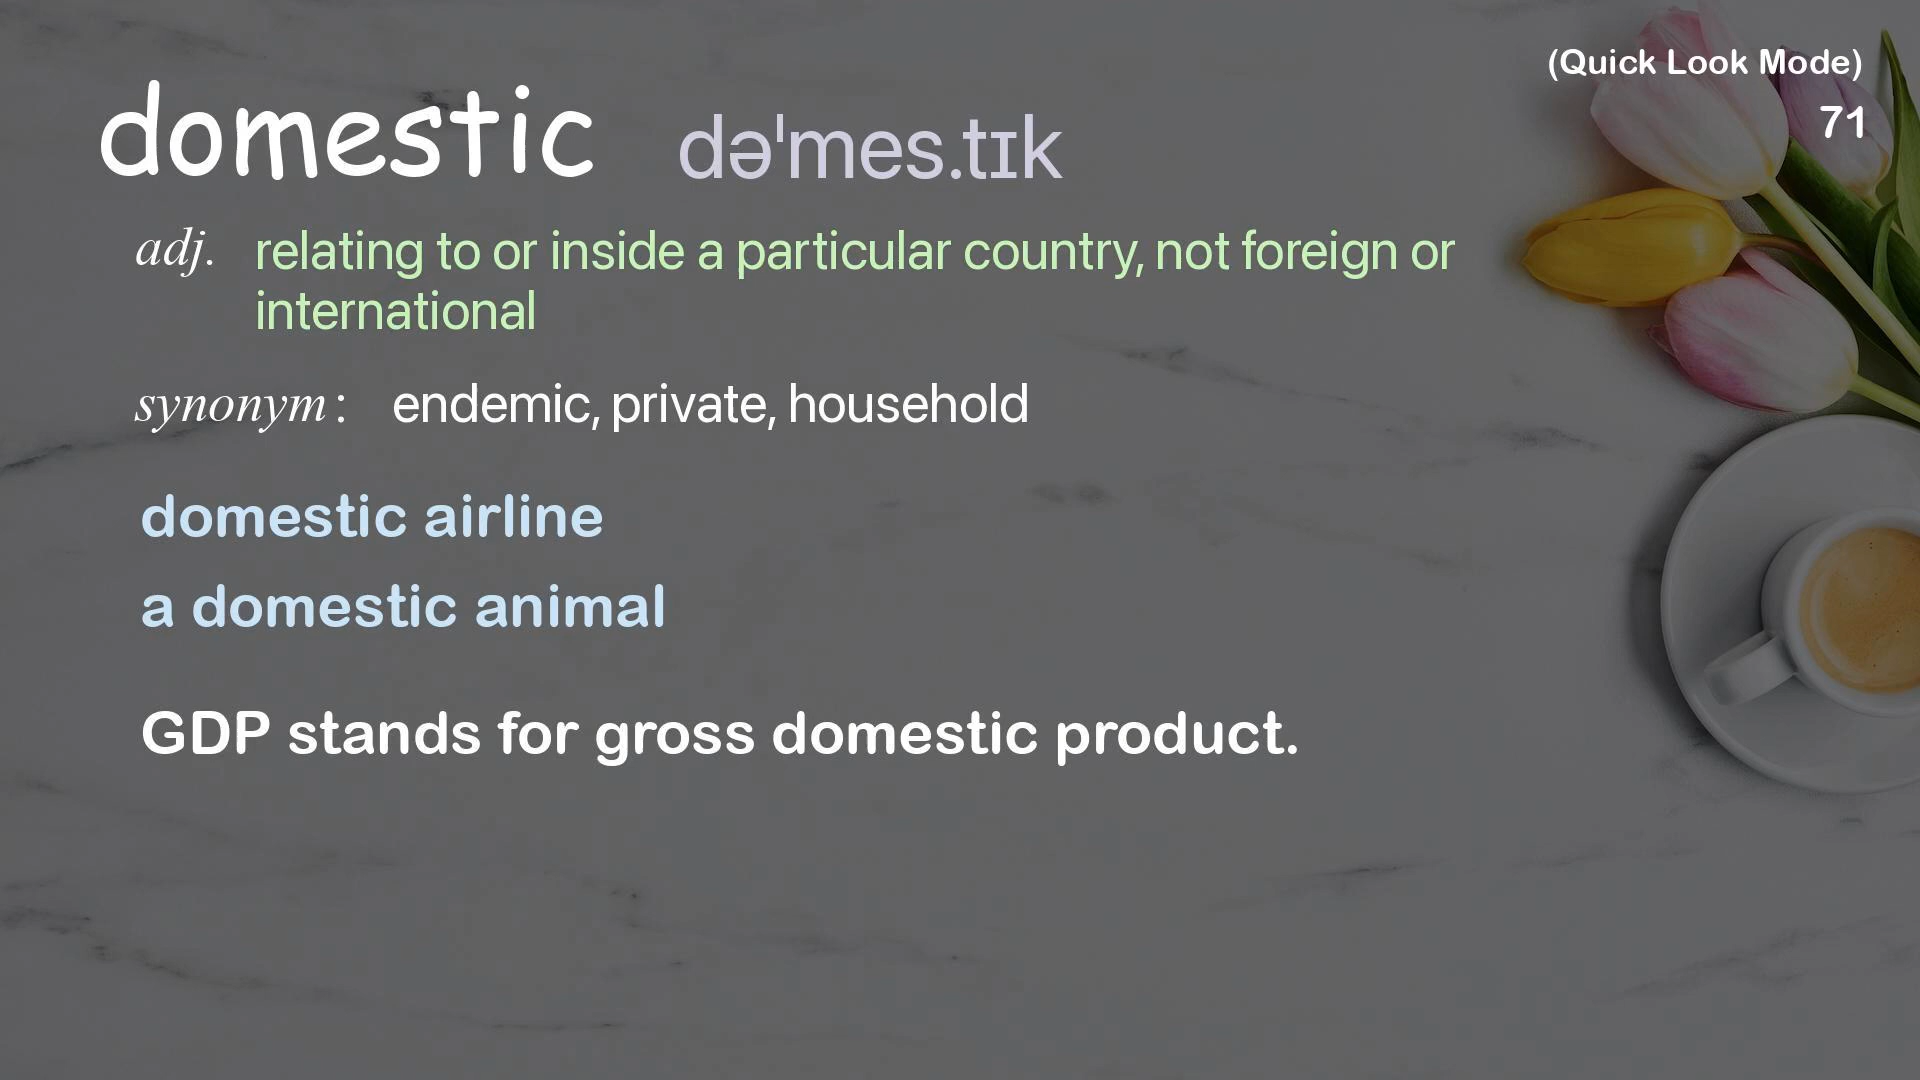 (Quick Look Mode)
71
domestic dəˈmes.tɪk
adj. relating to or inside a particular country, not foreign or
international
synonym: endemic, private, household
domestic airline
a domestic animal
GDP stands for gross domestic product.